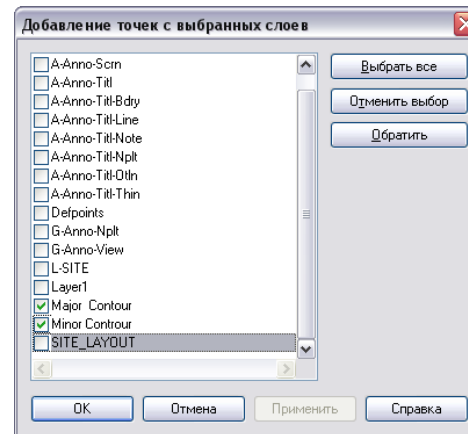 Добавление точек с выбранных слоев
A-Anno-Scrn
A-Anno-Titl
A-Anno-Titl-Bdry
A-Anno-Titl-Line
A-Anno-Titl-Note
A-Anno-Titl-Nplt
A-Anno-Titl-Otln
A-Anno-Titl-Thin
Defpoints
G-Anno-Nplt
G-Anno-View
L-SITE
Layer1
Major Contour
Minor Controur
SITE_LAYOUT
Выбрать все
Отменить выбор
Обратить
OK
Отмена
Применить
Справка